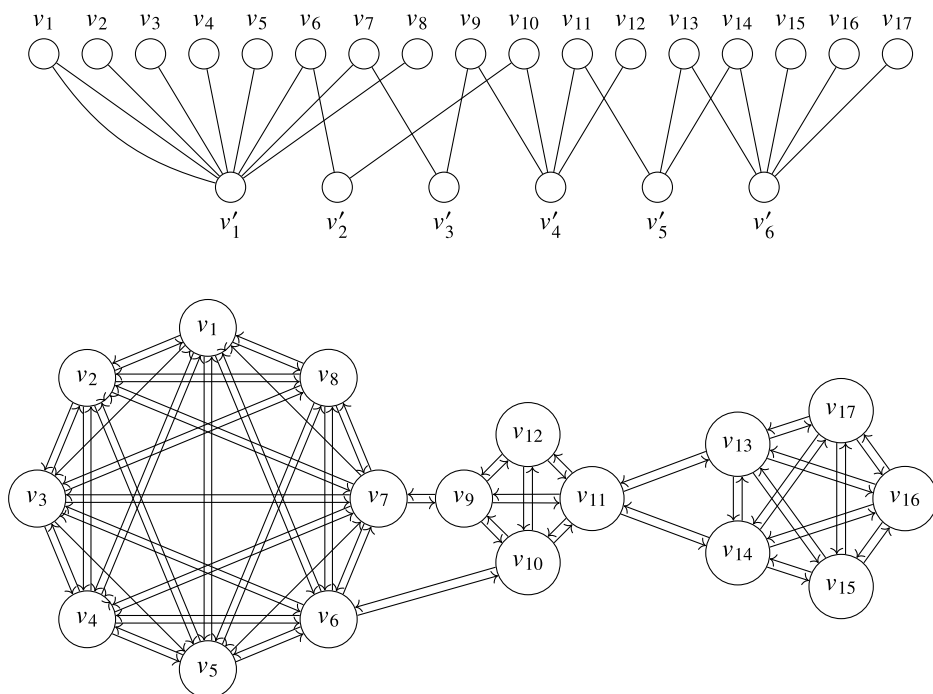 v₁ v₂ v₃ v₄ v₅ v₆ v₇ v₈ v₉ v₁₀ v₁₁ v₁₂ v₁₃ v₁₄ v₁₅ v₁₆ v₁₇
v′₁ v′₂ v′₃ v′₄ v′₅ v′₆
v₁
v₂ v₈
v₁₇
v₁₂ v₁₃
v₃ v₇ v₉ v₁₁ v₁₆
v₁₀ v₁₄
v₁₅
v₄ v₆
v₅